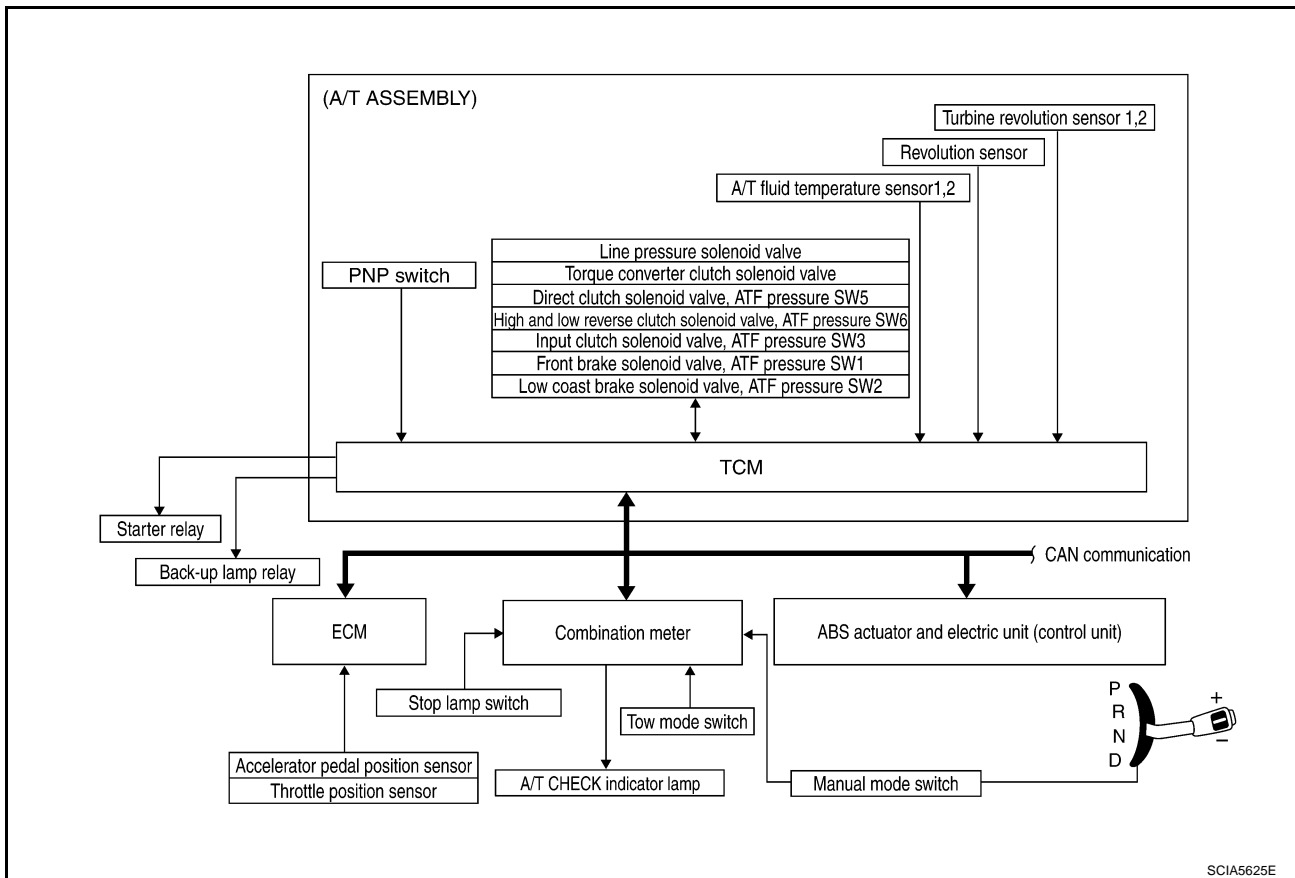 (A/T ASSEMBLY)
Turbine revolution sensor 1,2
Revolution sensor
A/T fluid temperature sensor1,2
Line pressure solenoid valve
Torque converter clutch solenoid valve
Direct clutch solenoid valve, ATF pressure SW5
High and low reverse clutch solenoid valve, ATF pressure SW6
Input clutch solenoid valve, ATF pressure SW3
Front brake solenoid valve, ATF pressure SW1
Low coast brake solenoid valve, ATF pressure SW2
PNP switch
TCM
Starter relay
Back-up lamp relay
CAN communication
ECM
Combination meter
ABS actuator and electric unit (control unit)
Stop lamp switch
Tow mode switch
P
R
N
D
+
−
Accelerator pedal position sensor
Throttle position sensor
A/T CHECK indicator lamp
Manual mode switch
SCIA5625E